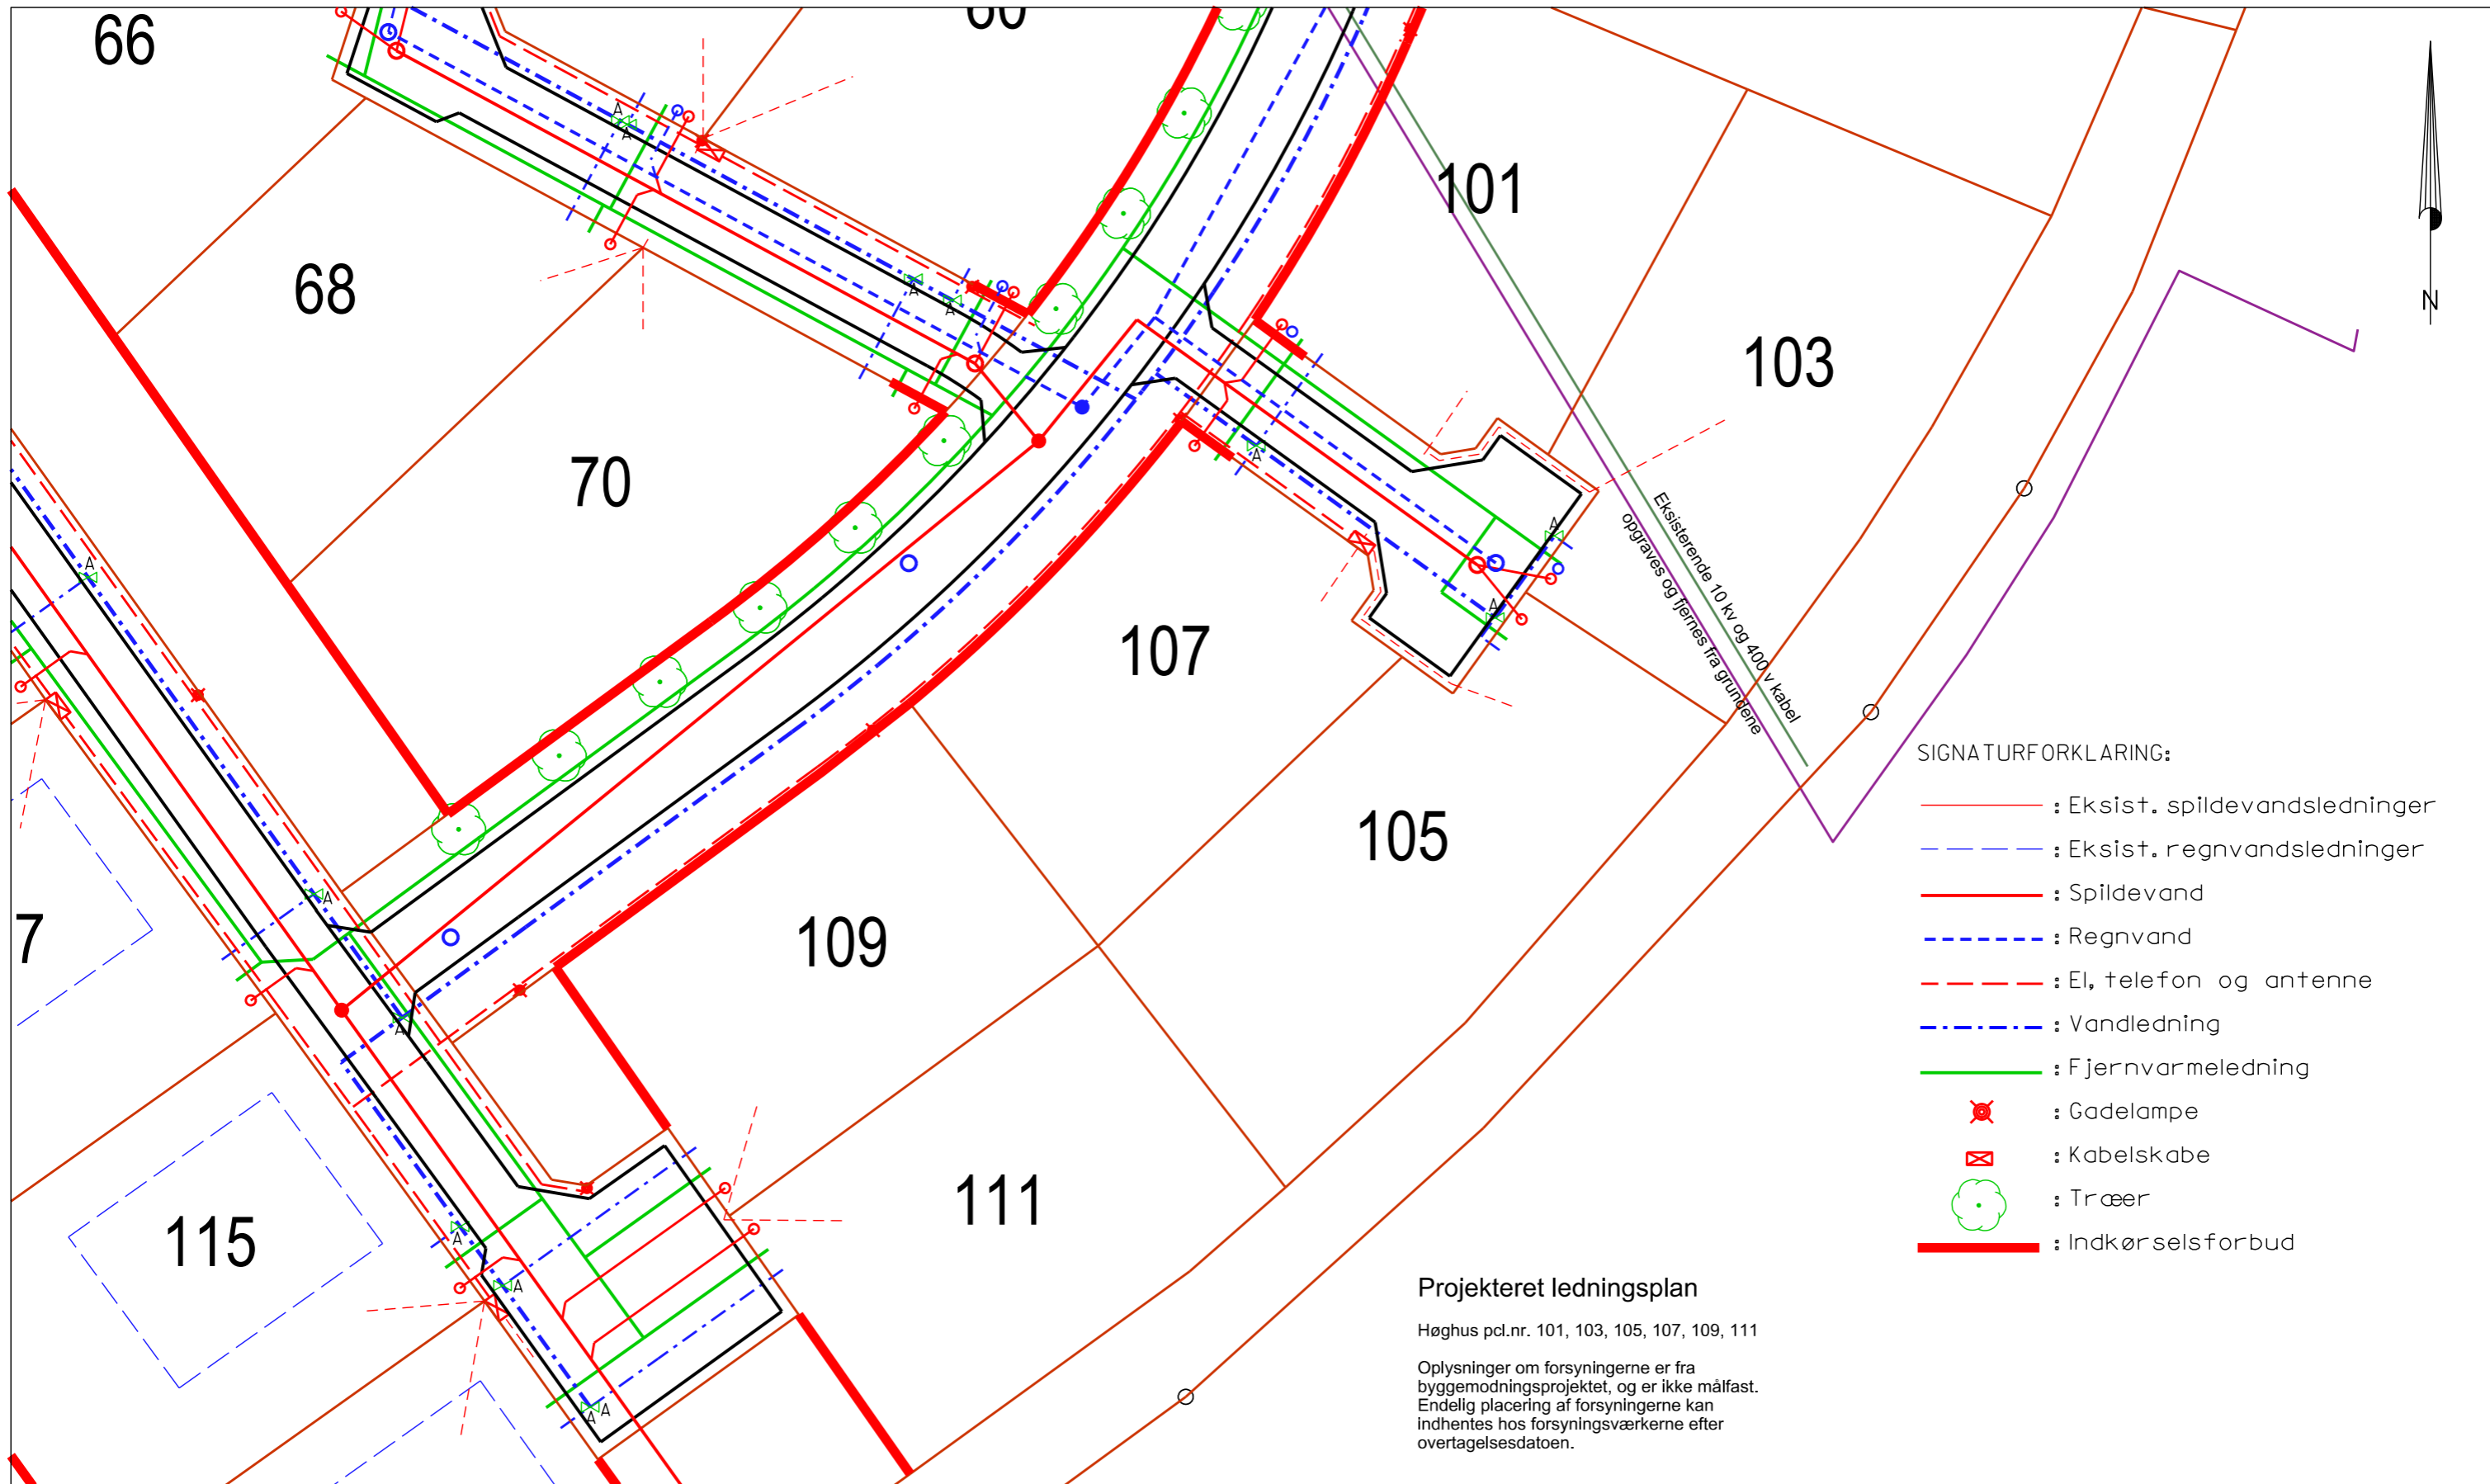 66
60
101
68
103
N
70
107
Eksisterende 10 kv og 400 v kabel
opgraves og fjernes fra grundene
105
7
109
115
111
A
A
A
A
A
A
A
A
A
A
A
A
A
A
SIGNATURFORKLARING:
: Eksist. spildevandsledninger
: Eksist. regnvandsledninger
: Spildevand
: Regnvand
: El, telefon og antenne
: Vandledning
: Fjernvarmeledning
: Gadelampe
: Kabelskabe
: Træer
: Indkørselsforbud
Projekteret ledningsplan
Høghus pcl.nr. 101, 103, 105, 107, 109, 111
Oplysninger om forsyningerne er fra
byggemodningsprojektet, og er ikke målfast.
Endelig placering af forsyningerne kan
indhentes hos forsyningsværkerne efter
overtagelsesdatoen.